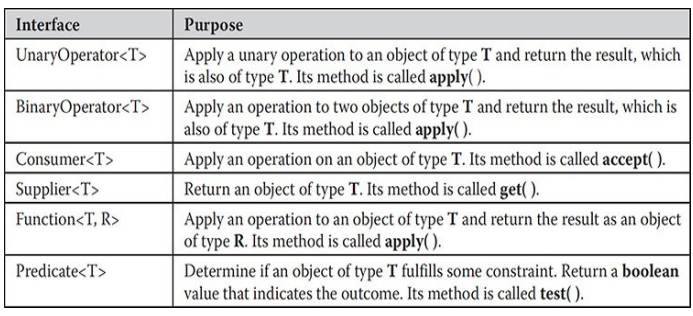 Interface Purpose
UnaryOperator<T> Apply a unary operation to an object of type T and return the result, which
is also of type T. Its method is called apply( ).
BinaryOperator<T> Apply an operation to two objects of type T and return the result, which is
also of type T. Its method is called apply( ).
Consumer<T> Apply an operation on an object of type T. Its method is called accept( ).
Supplier<T> Return an object of type T. Its method is called get( ).
Function<T, R> Apply an operation to an object of type T and return the result as an object
of type R. Its method is called apply( ).
Predicate<T> Determine if an object of type T fulfills some constraint. Return a boolean
value that indicates the outcome. Its method is called test( ).